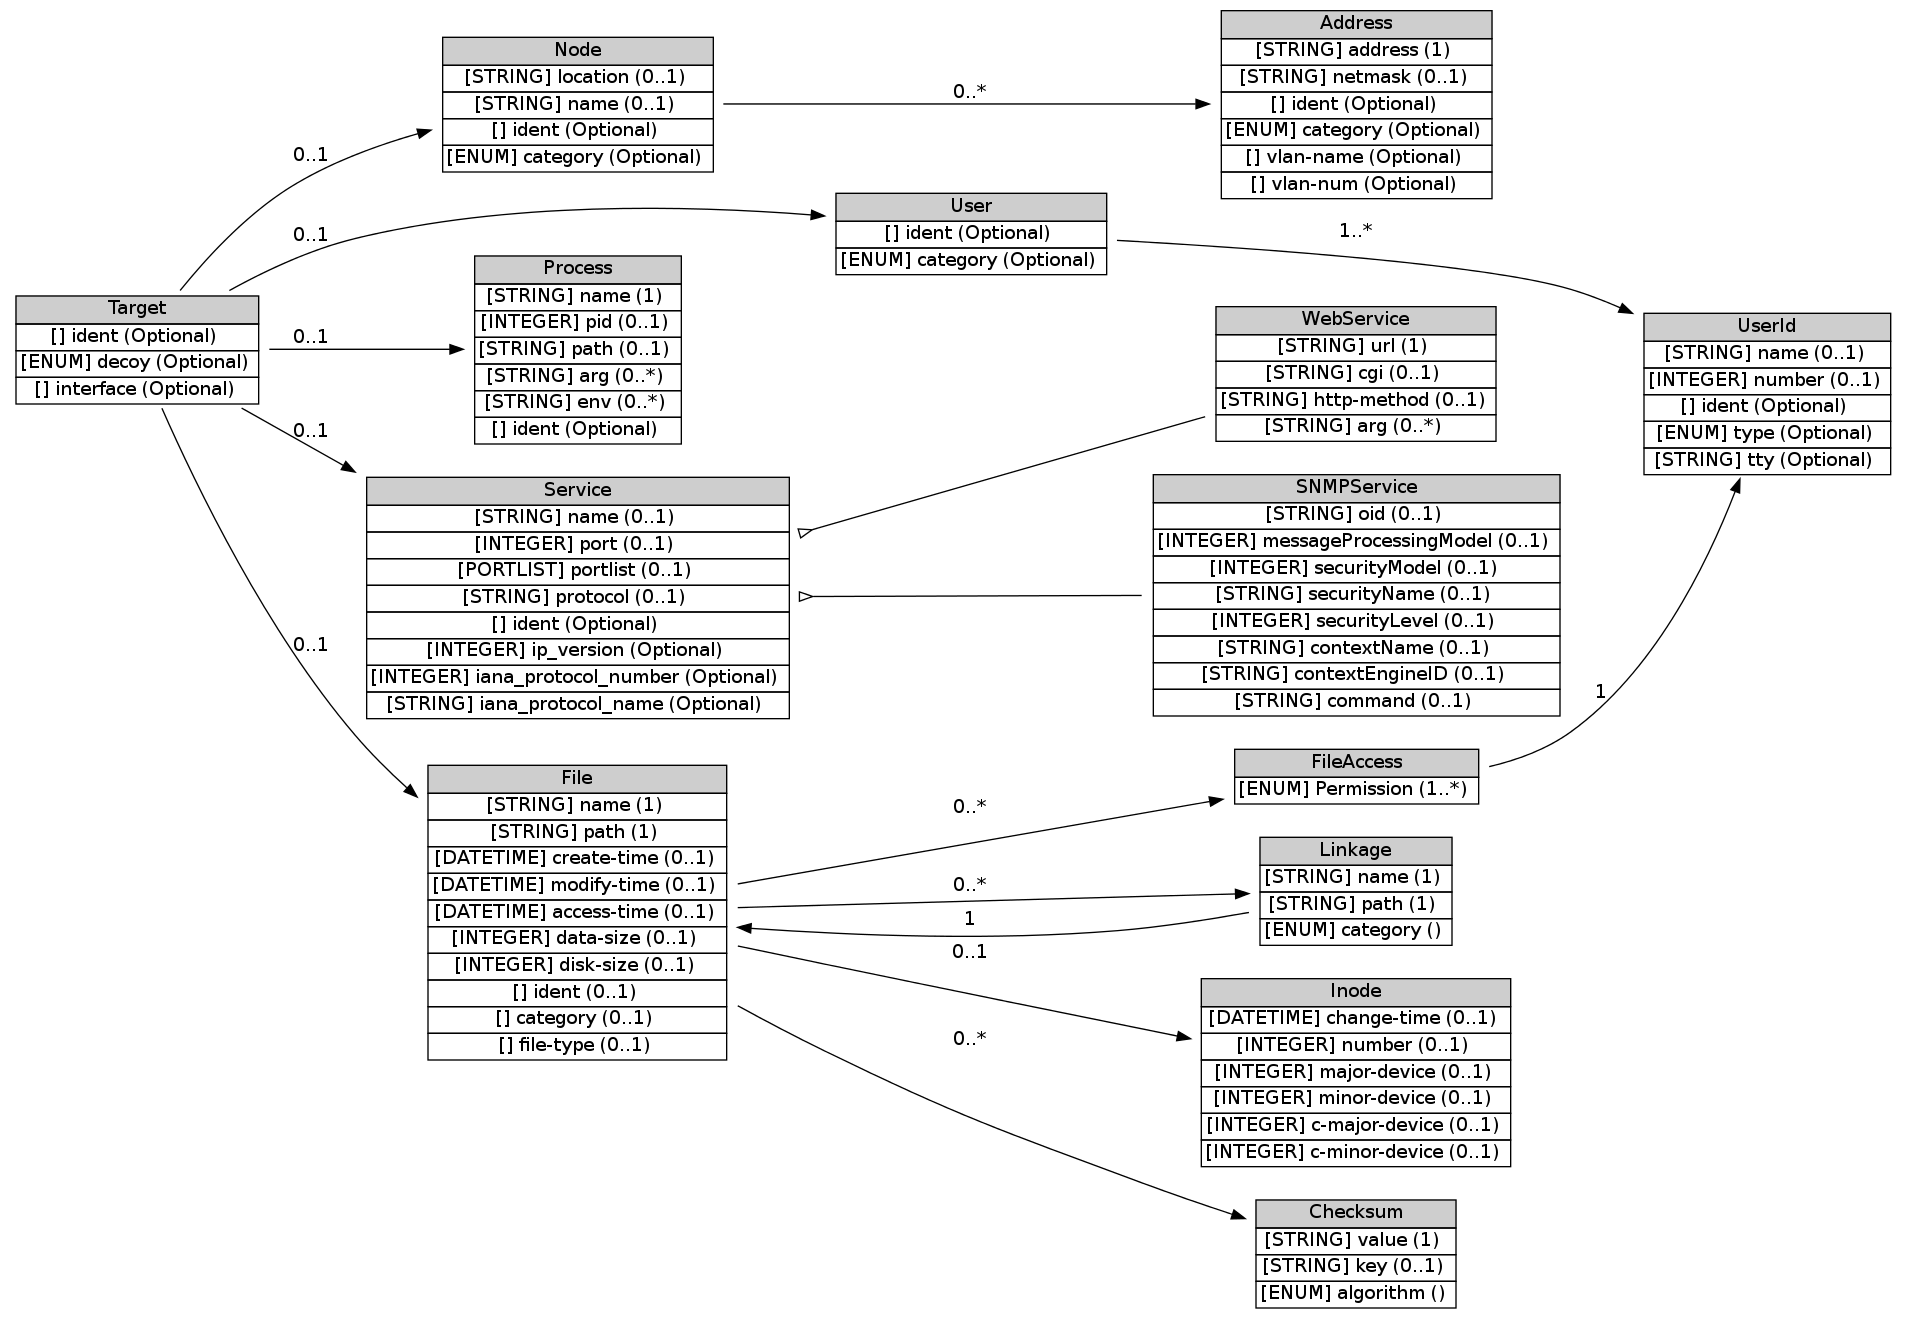 Node
[STRING] location (0..1)
[STRING] name (0..1)
[] ident (Optional)
[ENUM] category (Optional)
Address
[STRING] address (1)
[STRING] netmask (0..1)
[] ident (Optional)
[ENUM] category (Optional)
[] vlan-name (Optional)
[] vlan-num (Optional)
0..*
0..1
User
[] ident (Optional)
[ENUM] category (Optional)
0..1
1..*
Process
[STRING] name (1)
[INTEGER] pid (0..1)
[STRING] path (0..1)
[STRING] arg (0..*)
[STRING] env (0..*)
[] ident (Optional)
Target
[] ident (Optional)
[ENUM] decoy (Optional)
[] interface (Optional)
0..1
0..1
0..1
WebService
[STRING] url (1)
[STRING] cgi (0..1)
[STRING] http-method (0..1)
[STRING] arg (0..*)
UserId
[STRING] name (0..1)
[INTEGER] number (0..1)
[] ident (Optional)
[ENUM] type (Optional)
[STRING] tty (Optional)
Service
[STRING] name (0..1)
[INTEGER] port (0..1)
[PORTLIST] portlist (0..1)
[STRING] protocol (0..1)
[] ident (Optional)
[INTEGER] ip_version (Optional)
[INTEGER] iana_protocol_number (Optional)
[STRING] iana_protocol_name (Optional)
SNMPService
[STRING] oid (0..1)
[INTEGER] messageProcessingModel (0..1)
[INTEGER] securityModel (0..1)
[STRING] securityName (0..1)
[INTEGER] securityLevel (0..1)
[STRING] contextName (0..1)
[STRING] contextEngineID (0..1)
[STRING] command (0..1)
1
File
[STRING] name (1)
[STRING] path (1)
[DATETIME] create-time (0..1)
[DATETIME] modify-time (0..1)
[DATETIME] access-time (0..1)
[INTEGER] data-size (0..1)
[INTEGER] disk-size (0..1)
[] ident (0..1)
[] category (0..1)
[] file-type (0..1)
0..*
0..*
1
0..1
0..*
FileAccess
[ENUM] Permission (1..*)
Linkage
[STRING] name (1)
[STRING] path (1)
[ENUM] category ()
Inode
[DATETIME] change-time (0..1)
[INTEGER] number (0..1)
[INTEGER] major-device (0..1)
[INTEGER] minor-device (0..1)
[INTEGER] c-major-device (0..1)
[INTEGER] c-minor-device (0..1)
Checksum
[STRING] value (1)
[STRING] key (0..1)
[ENUM] algorithm ()